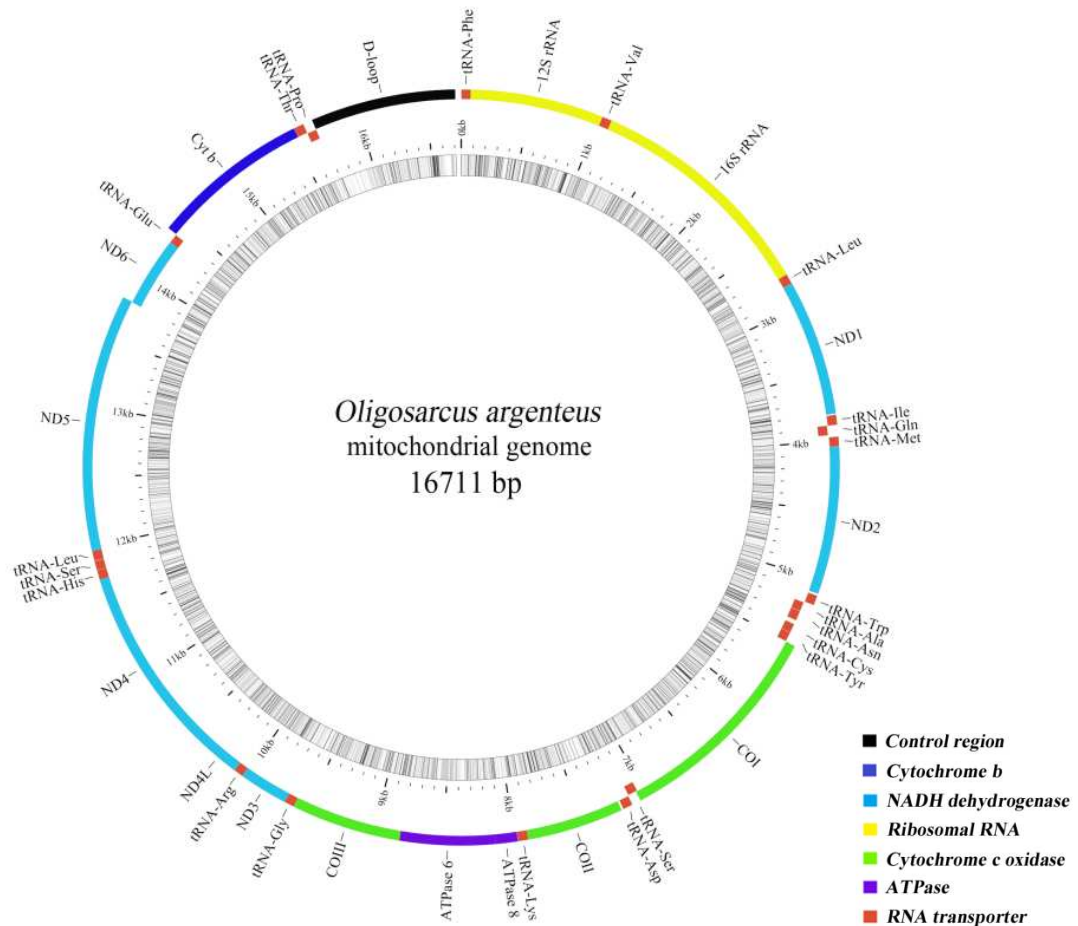 Oligosarcus argenteus
mitochondrial genome
16711 bp
tRNA-Phe
12S rRNA
tRNA-Val
16S rRNA
tRNA-Leu
ND1
tRNA-Ile
tRNA-Gln
tRNA-Met
ND2
tRNA-Trp
tRNA-Ala
tRNA-Asn
tRNA-Cys
tRNA-Tyr
COI
tRNA-Ser
tRNA-Asp
COII
tRNA-Lys
ATPase 8
ATPase 6
COIII
tRNA-Gly
ND3
tRNA-Arg
ND4L
ND4
tRNA-His
tRNA-Ser
tRNA-Leu
ND5
ND6
tRNA-Glu
Cyt b
tRNA-Thr
tRNA-Pro
D-loop
0kb
1kb
2kb
3kb
4kb
5kb
6kb
7kb
8kb
9kb
10kb
11kb
12kb
13kb
14kb
15kb
16kb
Control region
Cytochrome b
NADH dehydrogenase
Ribosomal RNA
Cytochrome c oxidase
ATPase
RNA transporter